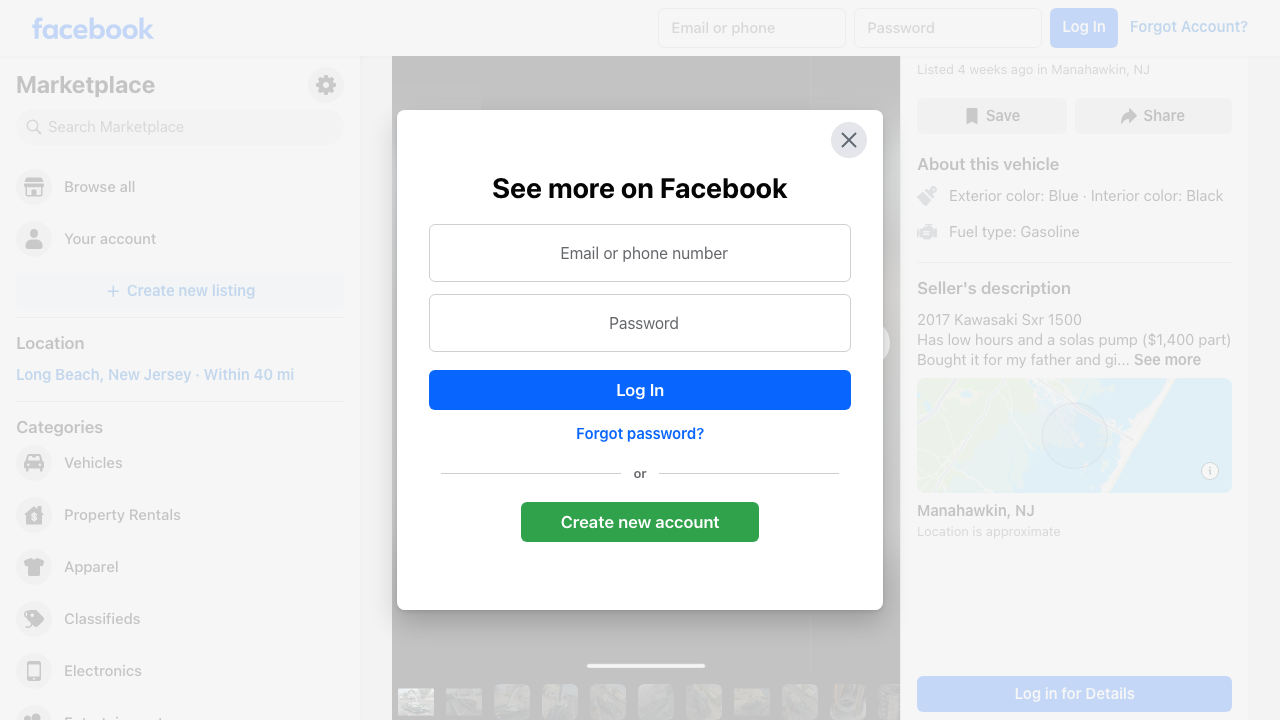 facebook
Email or phone
Password
Log In
Forgot Account?
Marketplace
Search Marketplace
Browse all
Your account
Create new listing
Location
Long Beach, New Jersey · Within 40 mi
Categories
Vehicles
Property Rentals
Apparel
Classifieds
Electronics
See more on Facebook
Email or phone number
Password
Log In
Forgot password?
or
Create new account
Listed 4 weeks ago in Manahawkin, NJ
Save
Share
About this vehicle
Exterior color: Blue · Interior color: Black
Fuel type: Gasoline
Seller's description
2017 Kawasaki Sxr 1500
Has low hours and a solas pump ($1,400 part)
Bought it for my father and gi... See more
Manahawkin, NJ
Location is approximate
Log in for Details